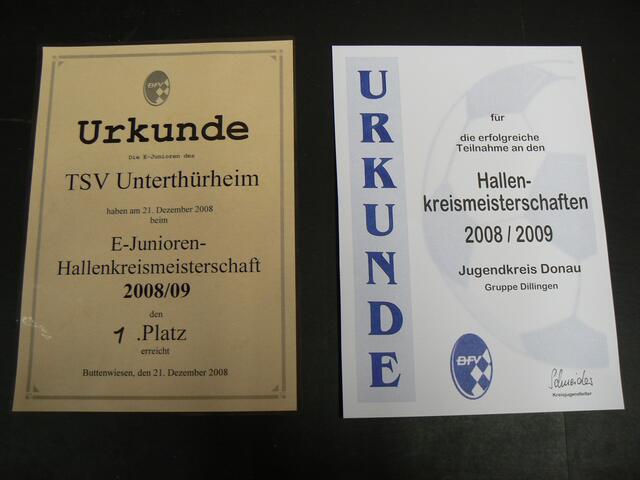 BFV
Urkunde
Die E-Junioren des
TSV Unterthürheim
haben am 21. Dezember 2008
beim
E-Junioren-
Hallenkreismeisterschaft
2008/09
den
1 .Platz
erreicht
Buttenwiesen, den 21. Dezember 2008
URKUNDE
für
die erfolgreiche
Teilnahme an den
Hallen-
kreismeisterschaften
2008 / 2009
Jugendkreis Donau
Gruppe Dillingen
BFV
Schneider
Kreisjugendleiter